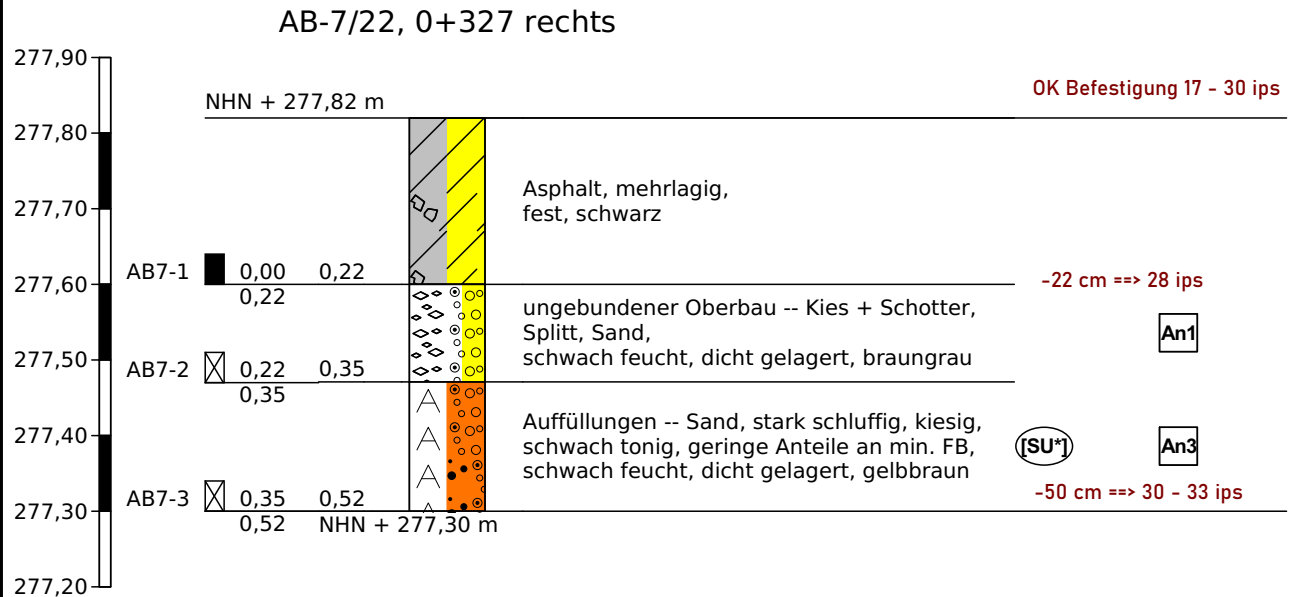 AB-7/22, 0+327 rechts
277,90
OK Befestigung 17 - 30 ips
NHN + 277,82 m
277,80
Asphalt, mehrlagig,
fest, schwarz
277,70
AB7-1 0,00 0,22
-22 cm ==> 28 ips
277,60
0,22
ungebundener Oberbau -- Kies + Schotter,
Splitt, Sand,
schwach feucht, dicht gelagert, braungrau
An1
277,50
AB7-2 0,22 0,35
0,35
277,40
Auffüllungen -- Sand, stark schluffig, kiesig,
schwach tonig, geringe Anteile an min. FB,
schwach feucht, dicht gelagert, gelbbraun
[SU*] An3
-50 cm ==> 30 - 33 ips
AB7-3 0,35 0,52
277,30
0,52 NHN + 277,30 m
277,20